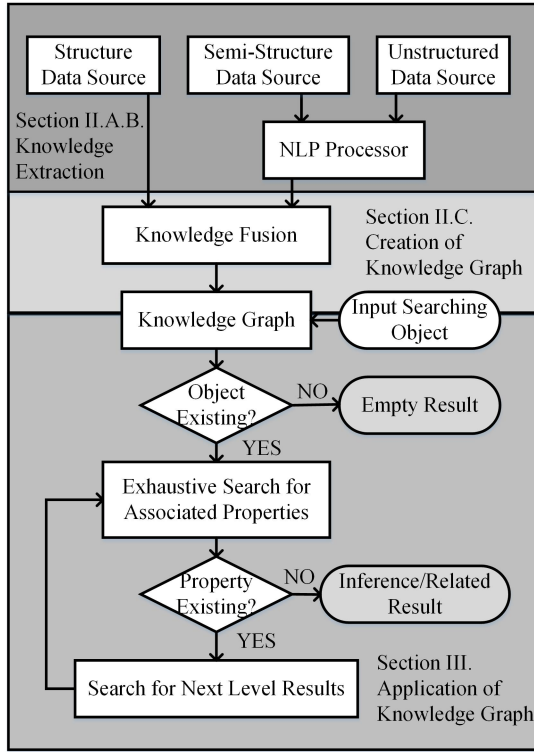 Structure
Data Source
Semi-Structure
Data Source
Unstructured
Data Source
Section II.A.B.
Knowledge
Extraction
NLP Processor
Knowledge Fusion
Section II.C.
Creation of
Knowledge Graph
Knowledge Graph
Input Searching
Object
Object
Existing?
NO
Empty Result
YES
Exhaustive Search for
Associated Properties
Property
Existing?
NO
Inference/Related
Result
YES
Search for Next Level Results
Section III.
Application of
Knowledge Graph